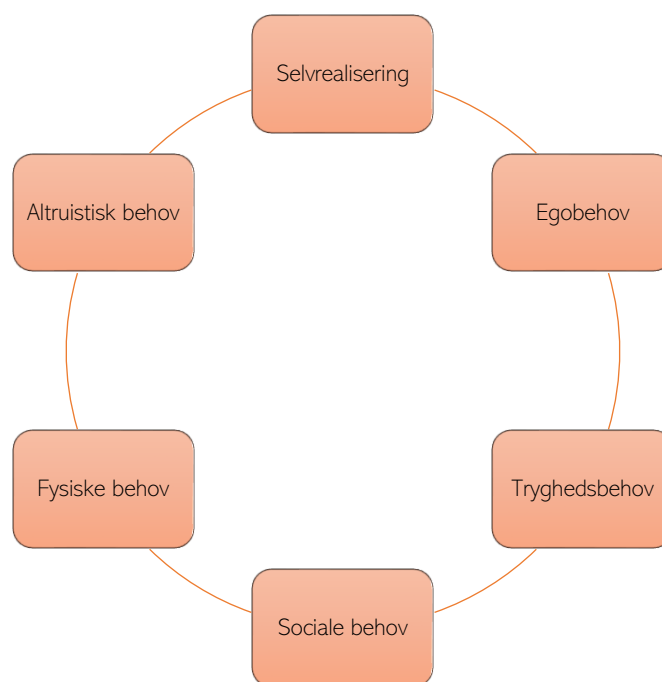 Selvrealisering
Egobehov
Tryghedsbehov
Sociale behov
Fysiske behov
Altruistisk behov